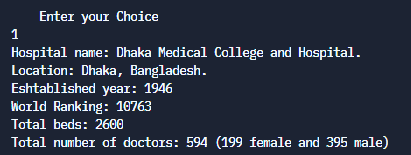 Enter your Choice
1
Hospital name: Dhaka Medical College and Hospital.
Location: Dhaka, Bangladesh.
Eshtablished year: 1946
World Ranking: 10763
Total beds: 2600
Total number of doctors: 594 (199 female and 395 male)